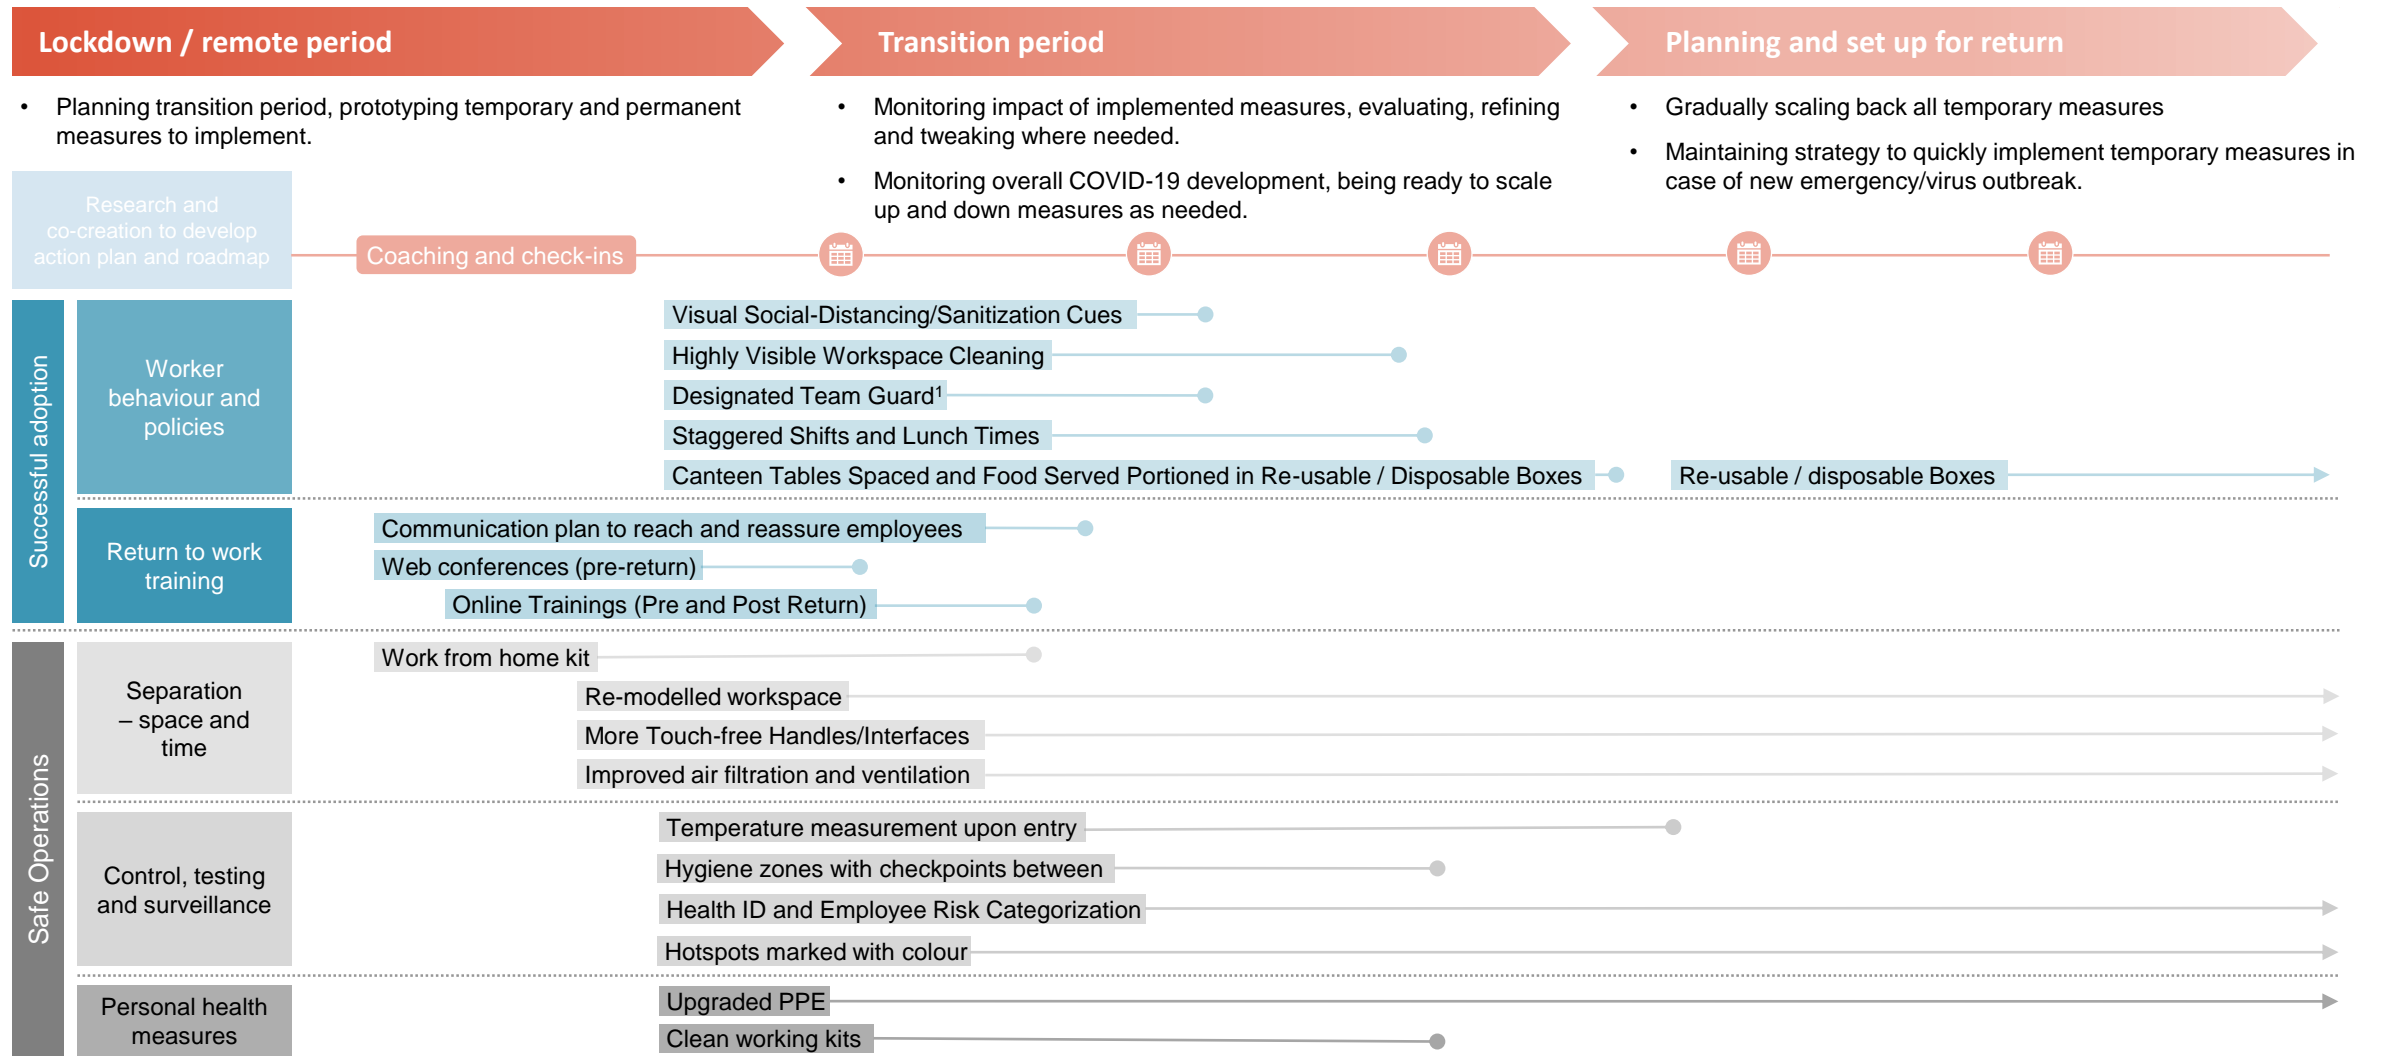 Lockdown / remote period
Transition period
Planning and set up for return
• Planning transition period, prototyping temporary and permanent
measures to implement.
• Monitoring impact of implemented measures, evaluating, refining
and tweaking where needed.
• Monitoring overall COVID-19 development, being ready to scale
up and down measures as needed.
• Gradually scaling back all temporary measures
• Maintaining strategy to quickly implement temporary measures in
case of new emergency/virus outbreak.
Research and
co-creation to develop
action plan and roadmap
Coaching and check-ins
Successful adoption
Worker
behaviour and
policies
Visual Social-Distancing/Sanitization Cues
Highly Visible Workspace Cleaning
Designated Team Guard¹
Staggered Shifts and Lunch Times
Canteen Tables Spaced and Food Served Portioned in Re-usable / Disposable Boxes
Re-usable / disposable Boxes
Return to work
training
Communication plan to reach and reassure employees
Web conferences (pre-return)
Online Trainings (Pre and Post Return)
Safe Operations
Separation
– space and
time
Work from home kit
Re-modelled workspace
More Touch-free Handles/Interfaces
Improved air filtration and ventilation
Control, testing
and surveillance
Temperature measurement upon entry
Hygiene zones with checkpoints between
Health ID and Employee Risk Categorization
Hotspots marked with colour
Personal health
measures
Upgraded PPE
Clean working kits